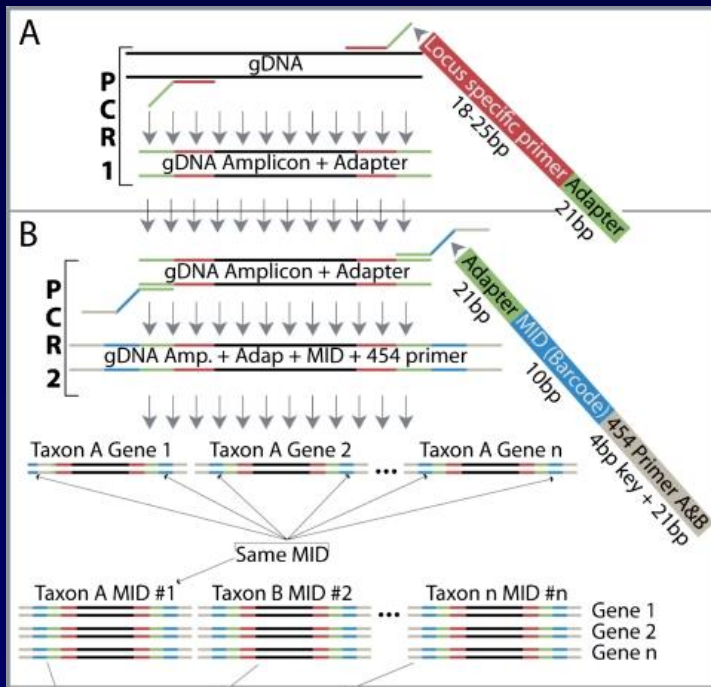 A
PCR 1
gDNA
Locus specific primer
18-25bp
Adapter
21bp
gDNA Amplicon + Adapter
B
PCR 2
gDNA Amplicon + Adapter
Adapter
21bp
MID (Barcode)
10bp
454 Primer A&B
4bp key + 21bp
gDNA Amp. + Adap + MID + 454 primer
Taxon A Gene 1
Taxon A Gene 2
...
Taxon A Gene n
Same MID
Taxon A MID #1
Taxon B MID #2
...
Taxon n MID #n
Gene 1
Gene 2
Gene n